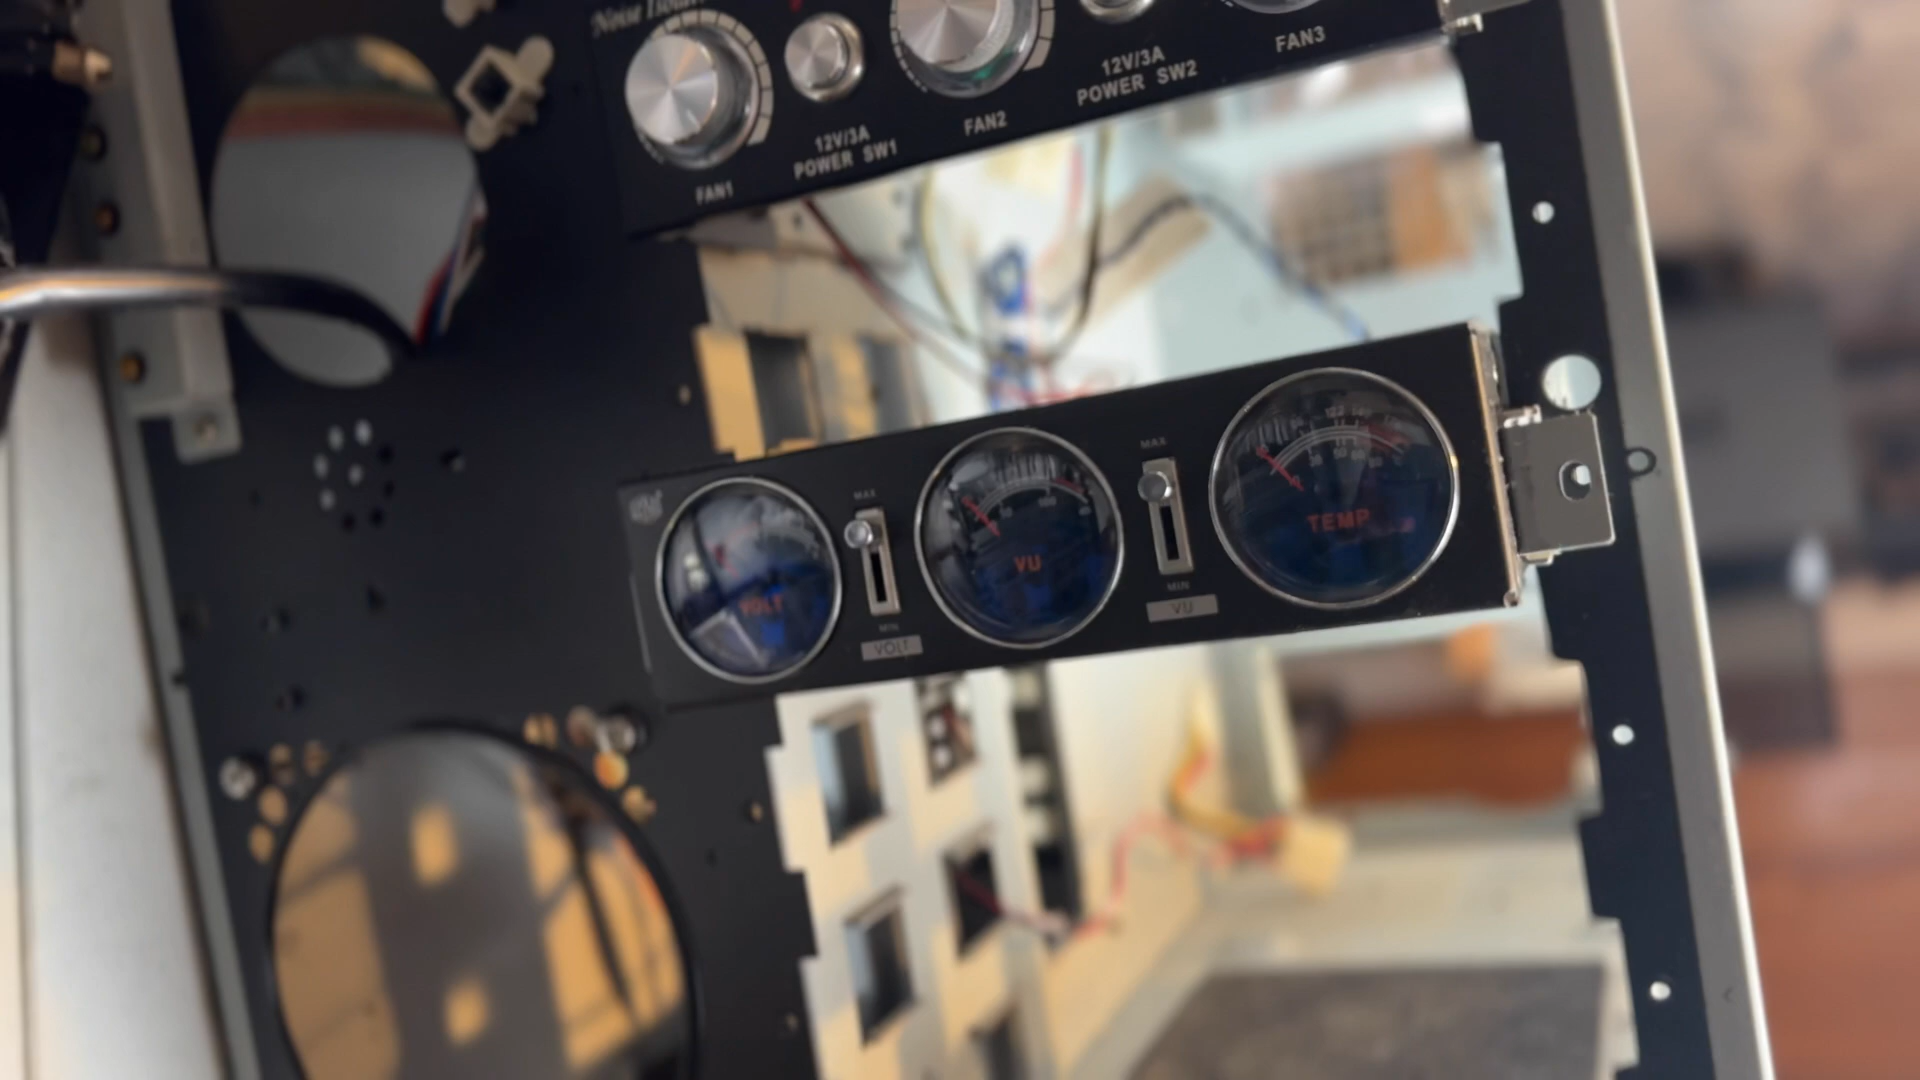 Noise
FAN1
12V/3A
POWER SW1
FAN2
12V/3A
POWER SW2
FAN3
VOLT
MAX
MIN
VOLT
VU
MAX
MIN
VU
TEMP